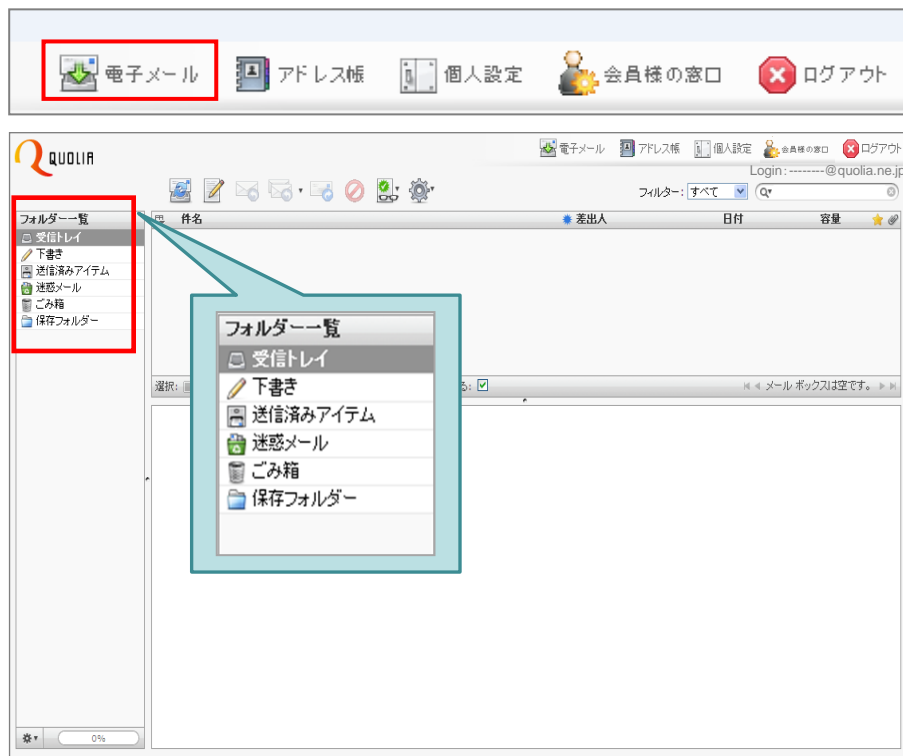 電子メール アドレス帳 個人設定 会員様の窓口 ログアウト
QUOLIA
電子メール アドレス帳 個人設定 会員様の窓口 ログアウト
Login:--------@quolia.ne.jp
フィルター: すべて
フォルダー一覧
件名 差出人 日付 容量
受信トレイ
下書き
送信済みアイテム
迷惑メール
ごみ箱
保存フォルダー
フォルダー一覧
受信トレイ
下書き
送信済みアイテム
迷惑メール
ごみ箱
保存フォルダー
選択: る: メール ボックスは空です。
0%